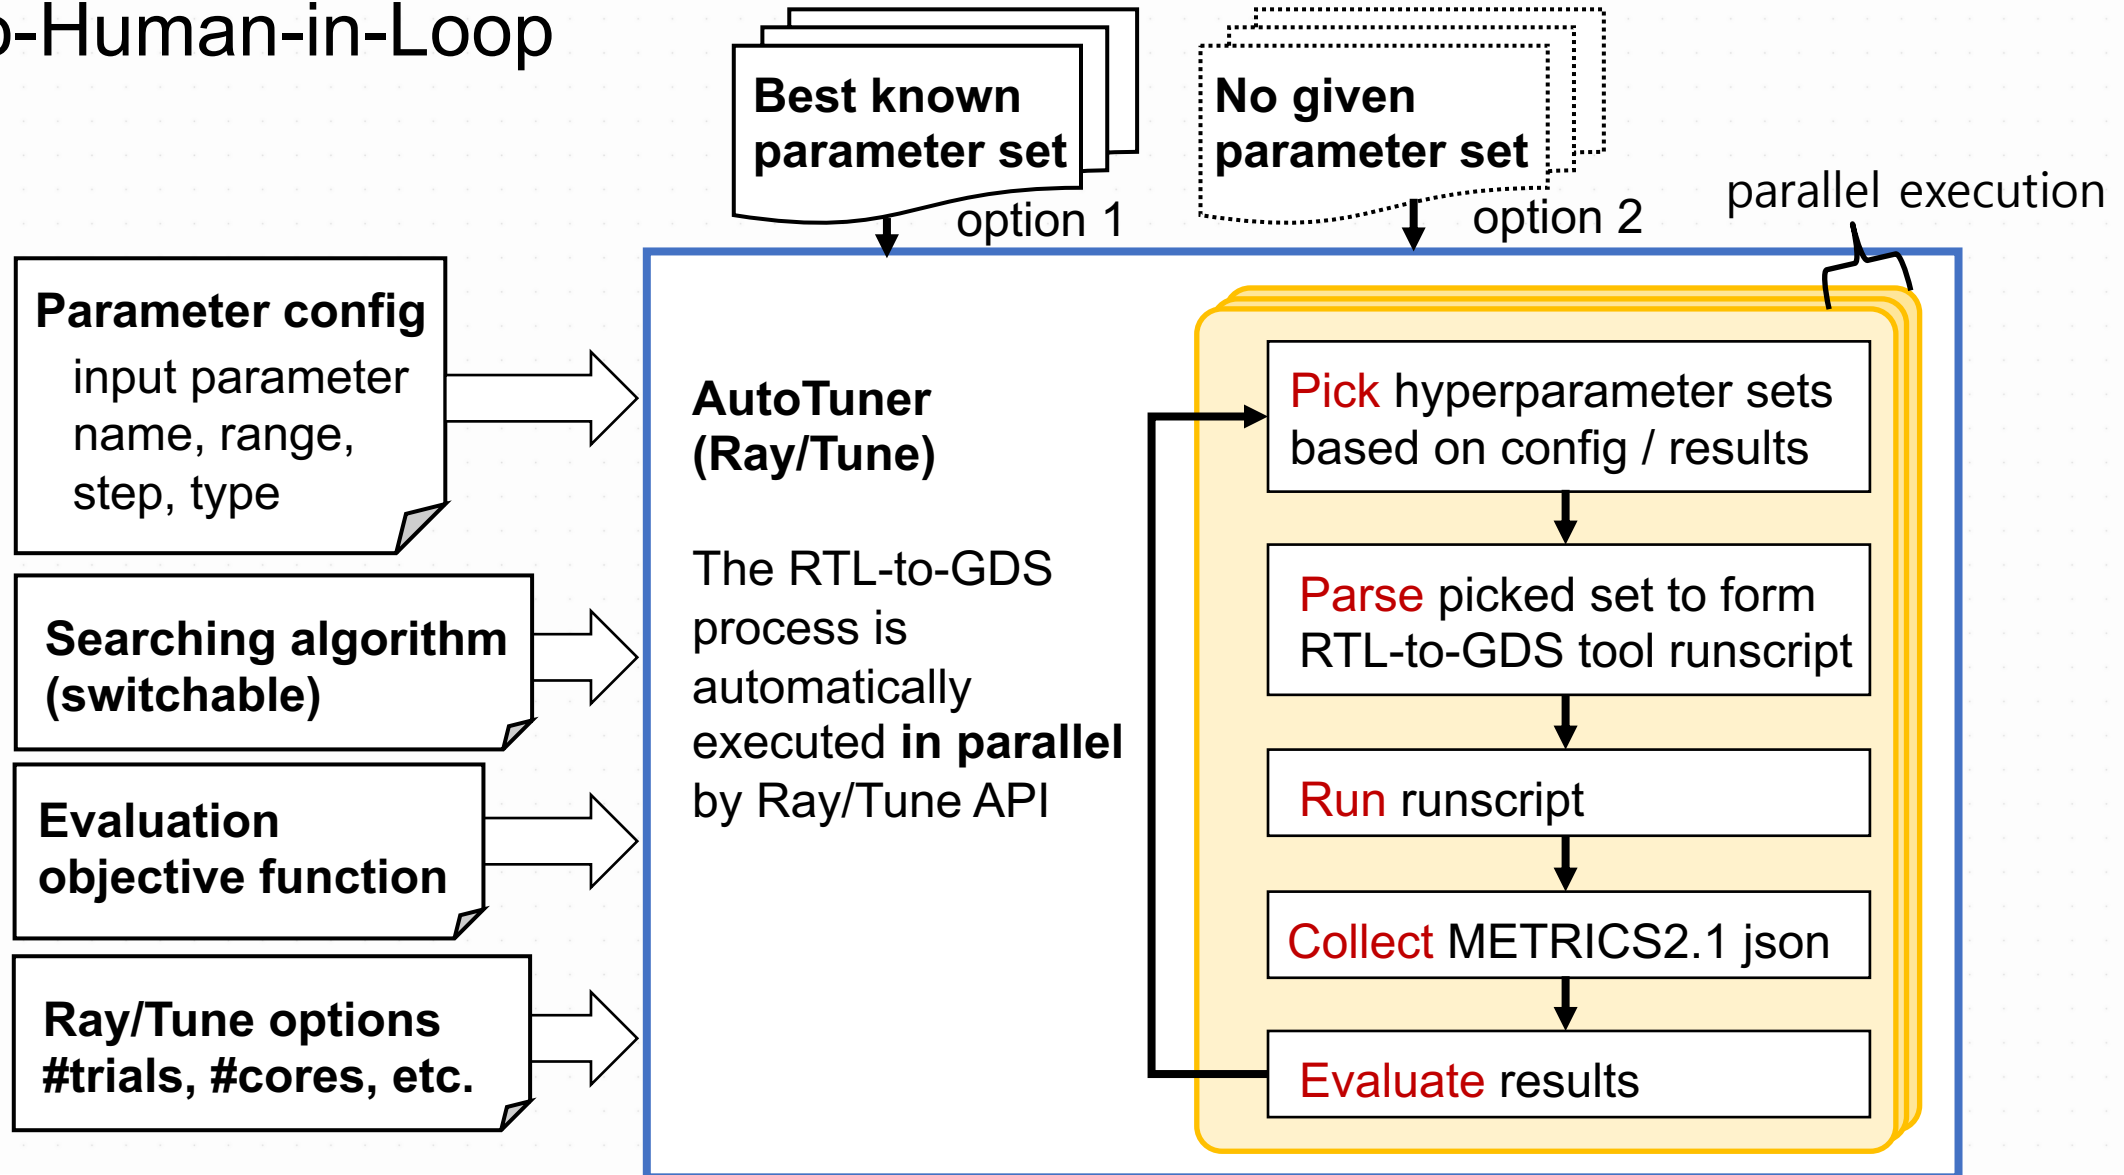 o-Human-in-Loop
Best known
parameter set
option 1
No given
parameter set
option 2
parallel execution
Parameter config
input parameter
name, range,
step, type
Searching algorithm
(switchable)
Evaluation
objective function
Ray/Tune options
#trials, #cores, etc.
AutoTuner
(Ray/Tune)
The RTL-to-GDS
process is
automatically
executed in parallel
by Ray/Tune API
Pick hyperparameter sets
based on config / results
Parse picked set to form
RTL-to-GDS tool runscript
Run runscript
Collect METRICS2.1 json
Evaluate results